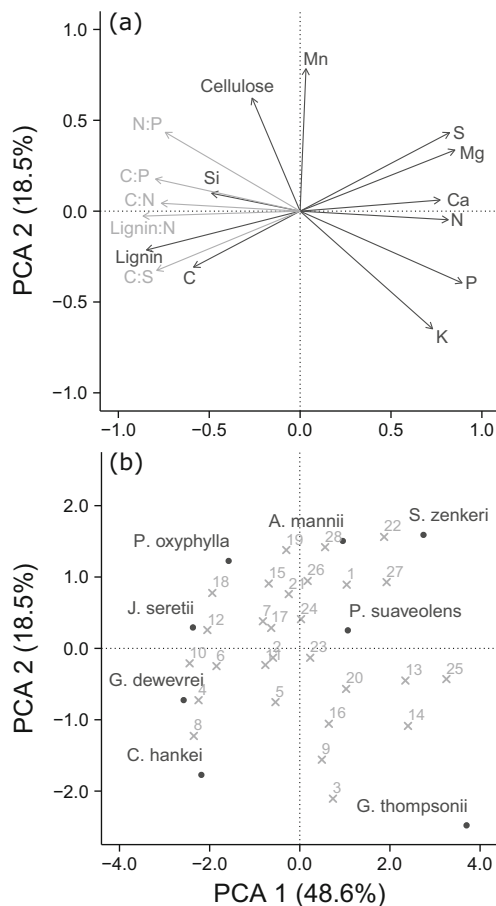 (a)
1.0
0.5
0.0
−0.5
−1.0
PCA 2 (18.5%)
Mn
Cellulose
N:P
S
Mg
C:P
Si
C:N
Ca
Lignin:N
N
Lignin
C:S
C
P
K
−1.0 −0.5 0.0 0.5 1.0
(b)
2.0
1.0
0.0
−1.0
−2.0
PCA 2 (18.5%)
A. mannii
S. zenkeri
22
P. oxyphylla
19
28
18
15
21
26
1
27
J. seretii
12
7
17
24
P. suaveolens
10
6
2
11
23
G. dewevrei
4
5
20
13
25
8
16
14
C. hankei
9
3
G. thompsonii
−4.0 −2.0 0.0 2.0 4.0
PCA 1 (48.6%)